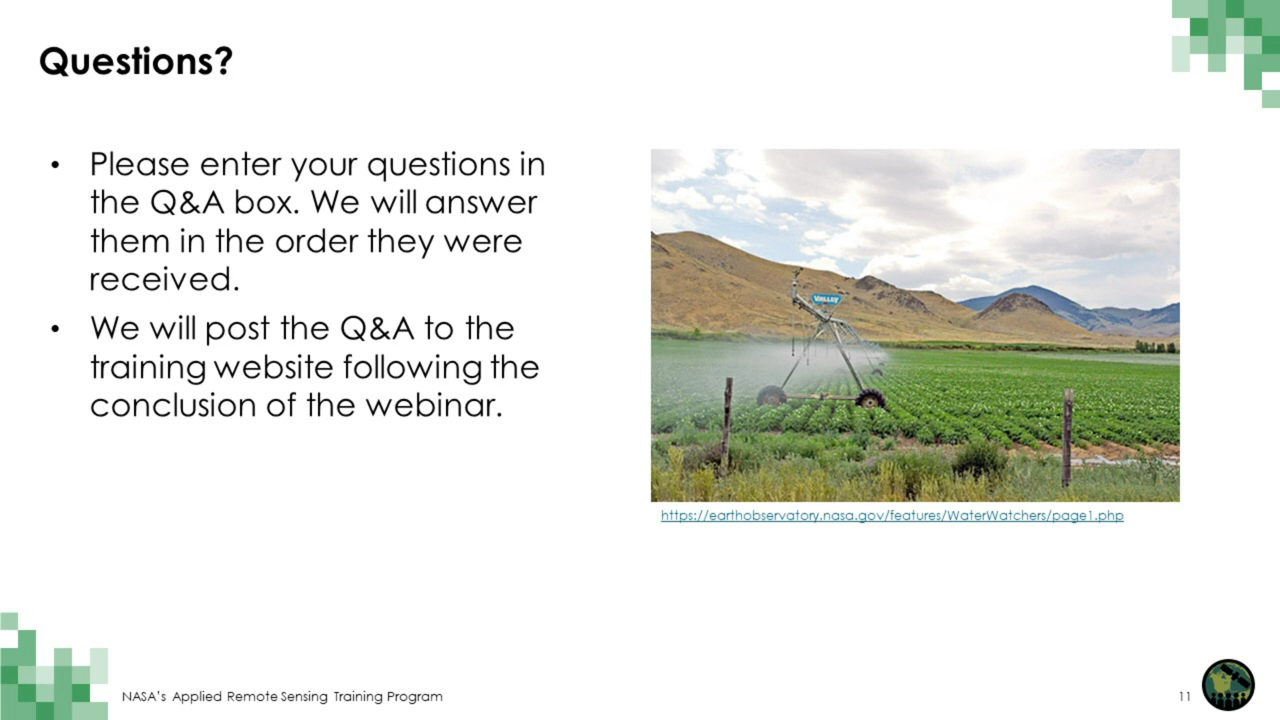 Questions?
• Please enter your questions in
the Q&A box. We will answer
them in the order they were
received.
• We will post the Q&A to the
training website following the
conclusion of the webinar.
VALLEY
https://earthobservatory.nasa.gov/features/WaterWatchers/page1.php
NASA's Applied Remote Sensing Training Program
11